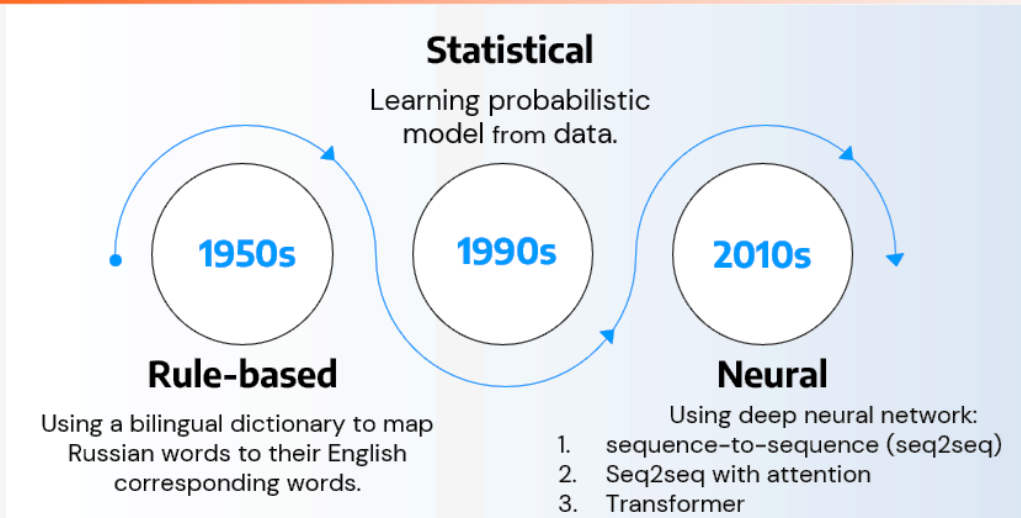 Statistical
Learning probabilistic
model from data.
1950s
1990s
2010s
Rule-based
Using a bilingual dictionary to map
Russian words to their English
corresponding words.
Neural
Using deep neural network:
1. sequence-to-sequence (seq2seq)
2. Seq2seq with attention
3. Transformer